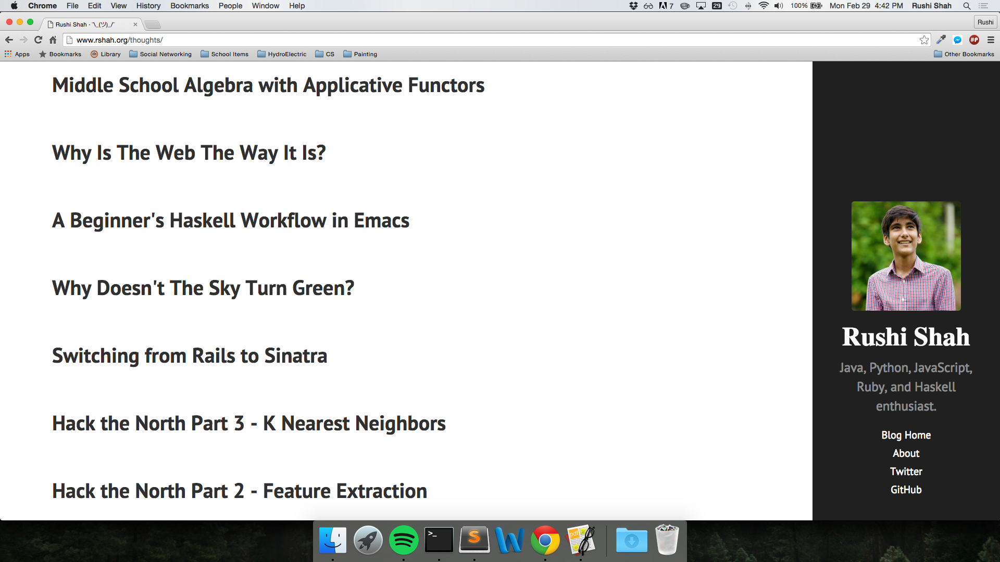 Chrome File Edit View History Bookmarks People Window Help 7 29 100% Mon Feb 29 4:42 PM Rushi Shah
Rushi Shah · ¯\_(ツ)_/¯ Rushi
www.rshah.org/thoughts/ #P
Apps Bookmarks Library Social Networking School Items HydroElectric CS Painting Other Bookmarks
Middle School Algebra with Applicative Functors
Why Is The Web The Way It Is?
A Beginner's Haskell Workflow in Emacs
Why Doesn't The Sky Turn Green?
Switching from Rails to Sinatra
Hack the North Part 3 - K Nearest Neighbors
Hack the North Part 2 - Feature Extraction
Rushi Shah
Java, Python, JavaScript,
Ruby, and Haskell
enthusiast.
Blog Home
About
Twitter
GitHub
>_ S W pdf